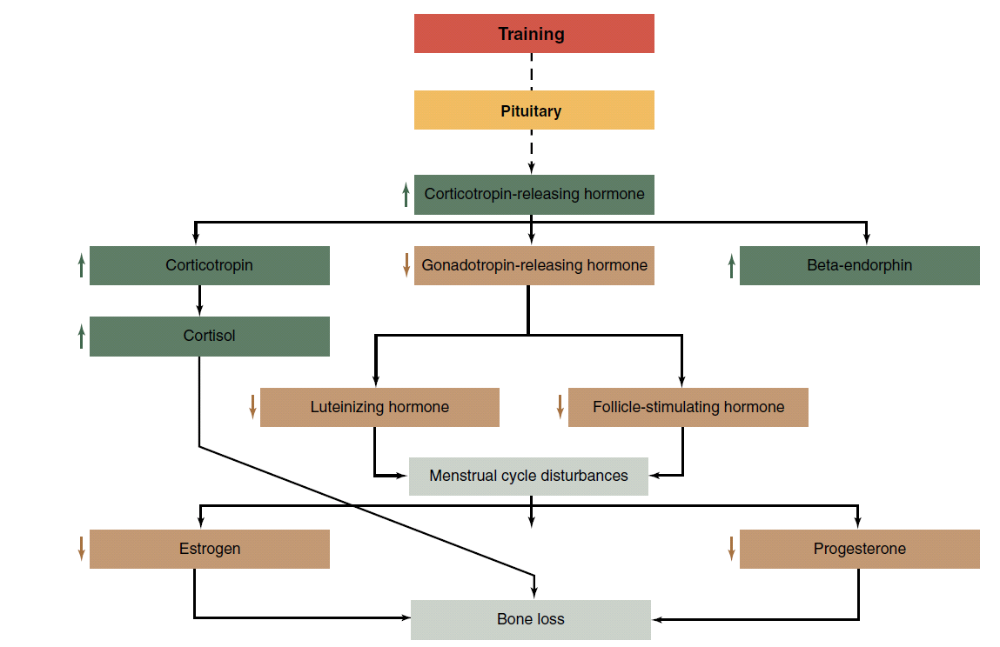 Training
Pituitary
Corticotropin-releasing hormone
Corticotropin
Gonadotropin-releasing hormone
Beta-endorphin
Cortisol
Luteinizing hormone
Follicle-stimulating hormone
Menstrual cycle disturbances
Estrogen
Progesterone
Bone loss